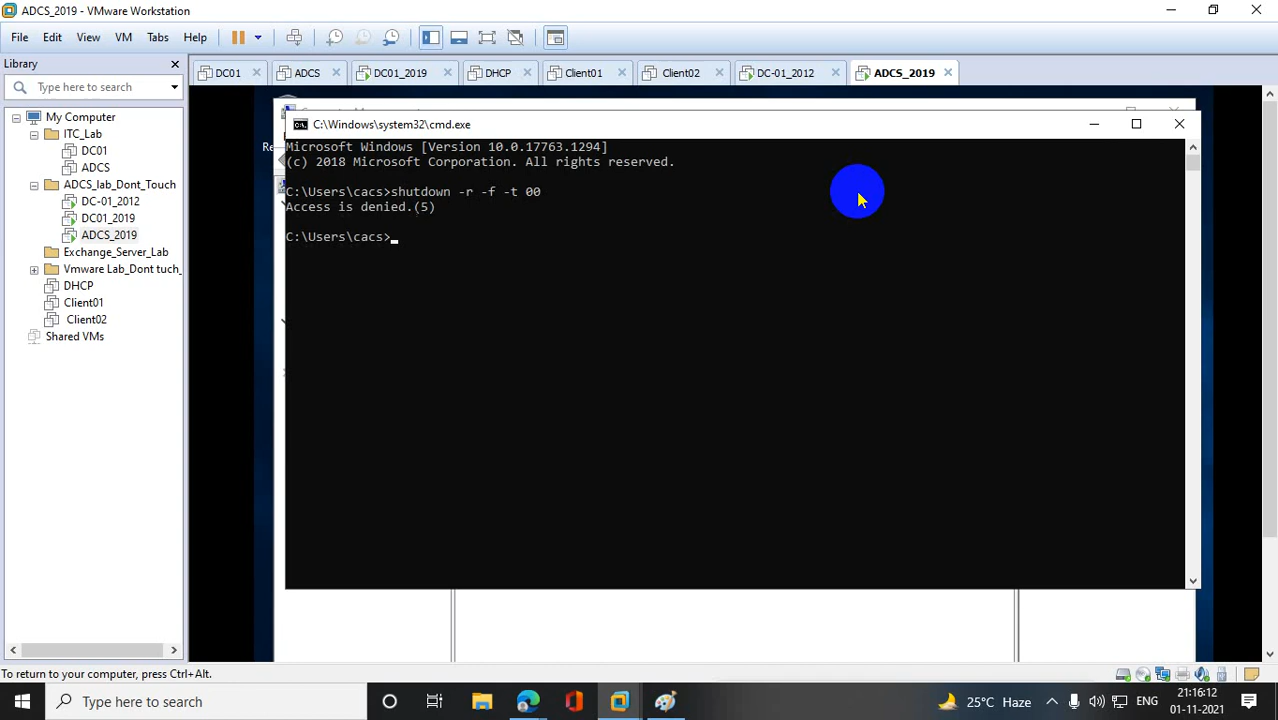 ADCS_2019 - VMware Workstation
File Edit View VM Tabs Help
Library
Type here to search
My Computer
ITC_Lab
DC01
ADCS
ADCS_lab_Dont_Touch
DC-01_2012
DC01_2019
ADCS_2019
Exchange_Server_Lab
Vmware Lab_Dont tuch_
DHCP
Client01
Client02
Shared VMs
DC01 ADCS DC01_2019 DHCP Client01 Client02 DC-01_2012 ADCS_2019
Re
C:\Windows\system32\cmd.exe
Microsoft Windows [Version 10.0.17763.1294]
(c) 2018 Microsoft Corporation. All rights reserved.
C:\Users\cacs>shutdown -r -f -t 00
Access is denied.(5)
C:\Users\cacs>
To return to your computer, press Ctrl+Alt.
Type here to search
25°C Haze
ENG
21:16:12
01-11-2021